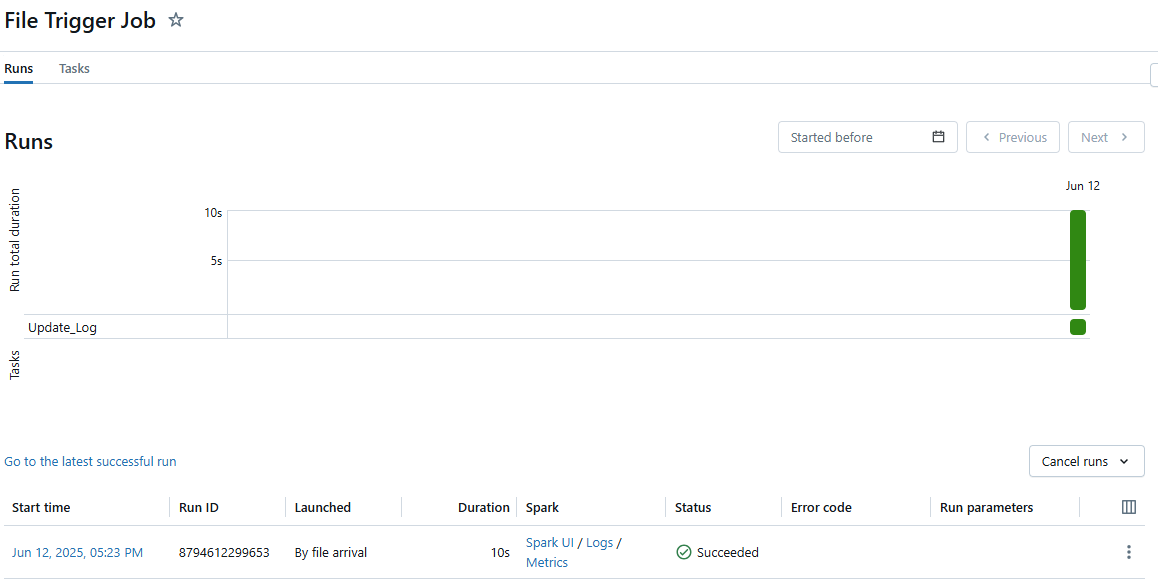 File Trigger Job
Runs Tasks
Runs
Started before
Previous
Next
Jun 12
Run total duration
10s
5s
Update_Log
Tasks
Go to the latest successful run
Cancel runs
Start time Run ID Launched Duration Spark Status Error code Run parameters
Jun 12, 2025, 05:23 PM 8794612299653 By file arrival 10s Spark UI / Logs / Succeeded
Metrics